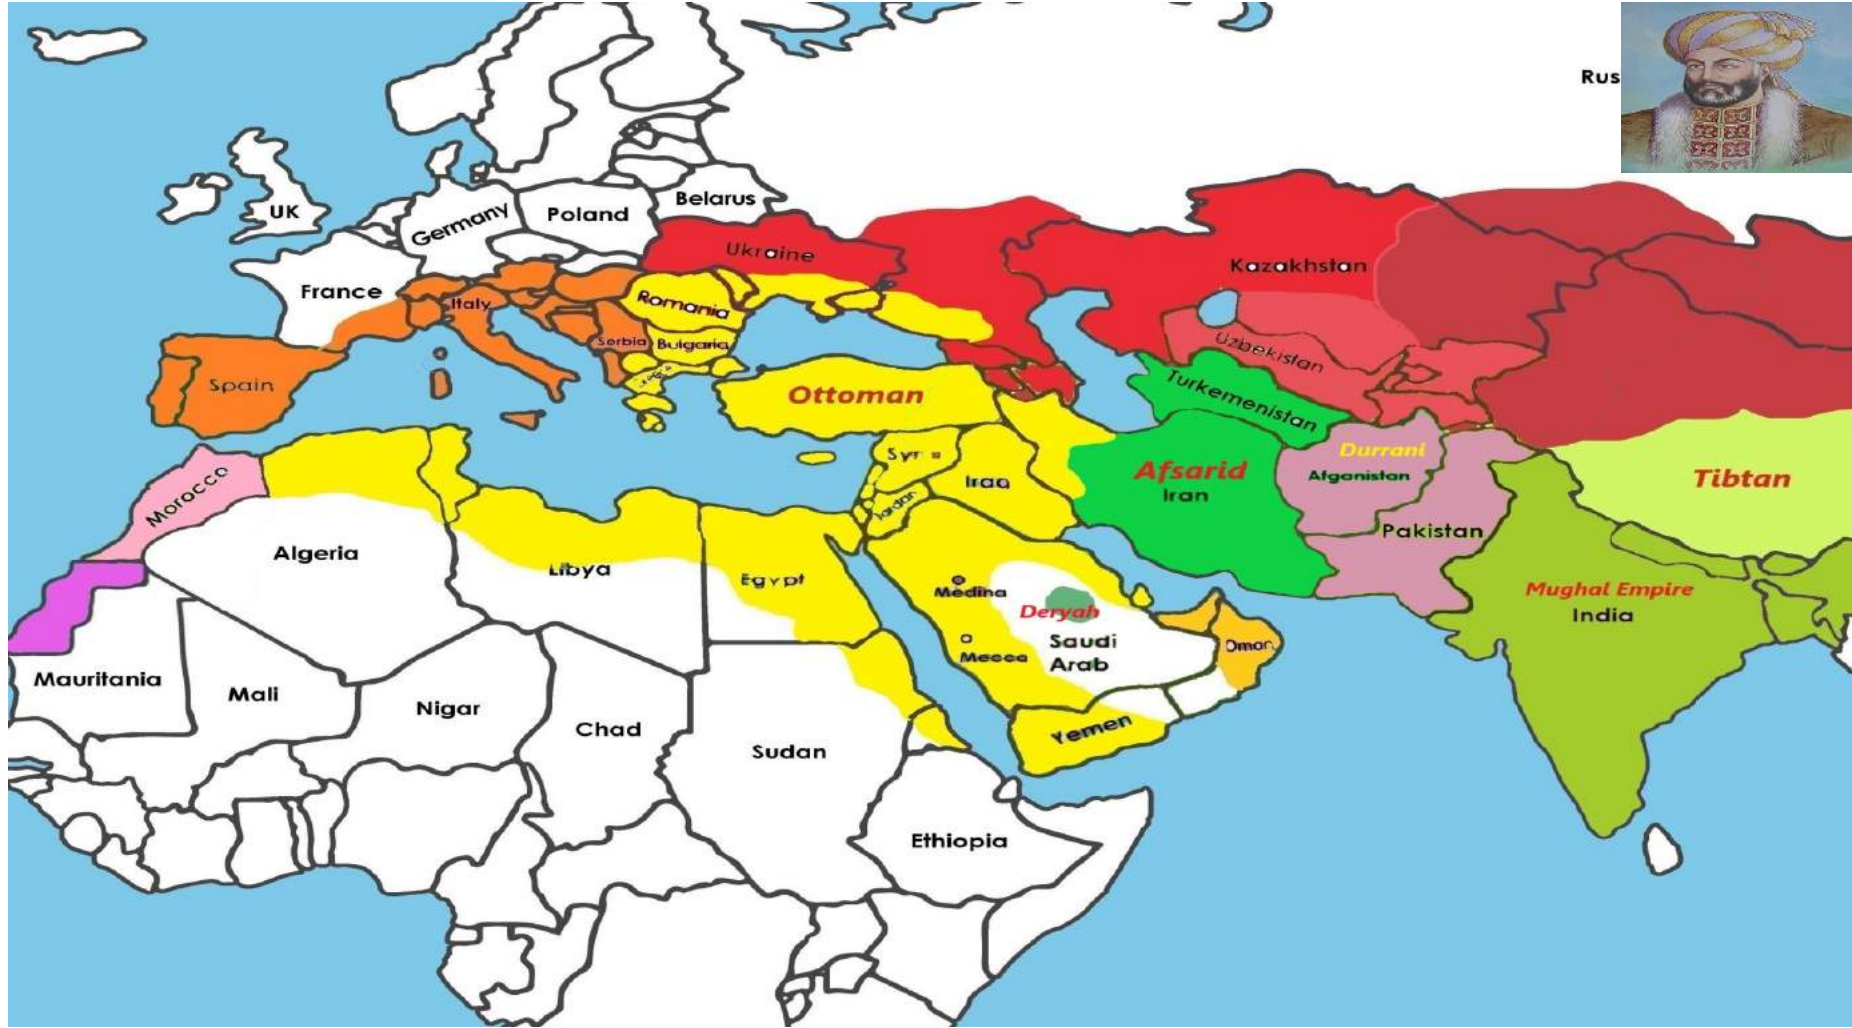 Rus
Belarus
UK
Germany
Poland
Ukraine
Kazakhstan
France
Italy
Romania
Serbia
Bulgaria
Uzbekistan
Spain
Ottoman
Turkemenistan
Morocco
Syria
Iraq
Jordan
Afsarid
Iran
Durrani
Afganistan
Tibtan
Pakistan
Algeria
Libya
Egypt
Medina
Deryah
Mughal Empire
India
Saudi
Arab
Mecca
Oman
Mauritania
Mali
Nigar
Chad
Sudan
Yemen
Ethiopia